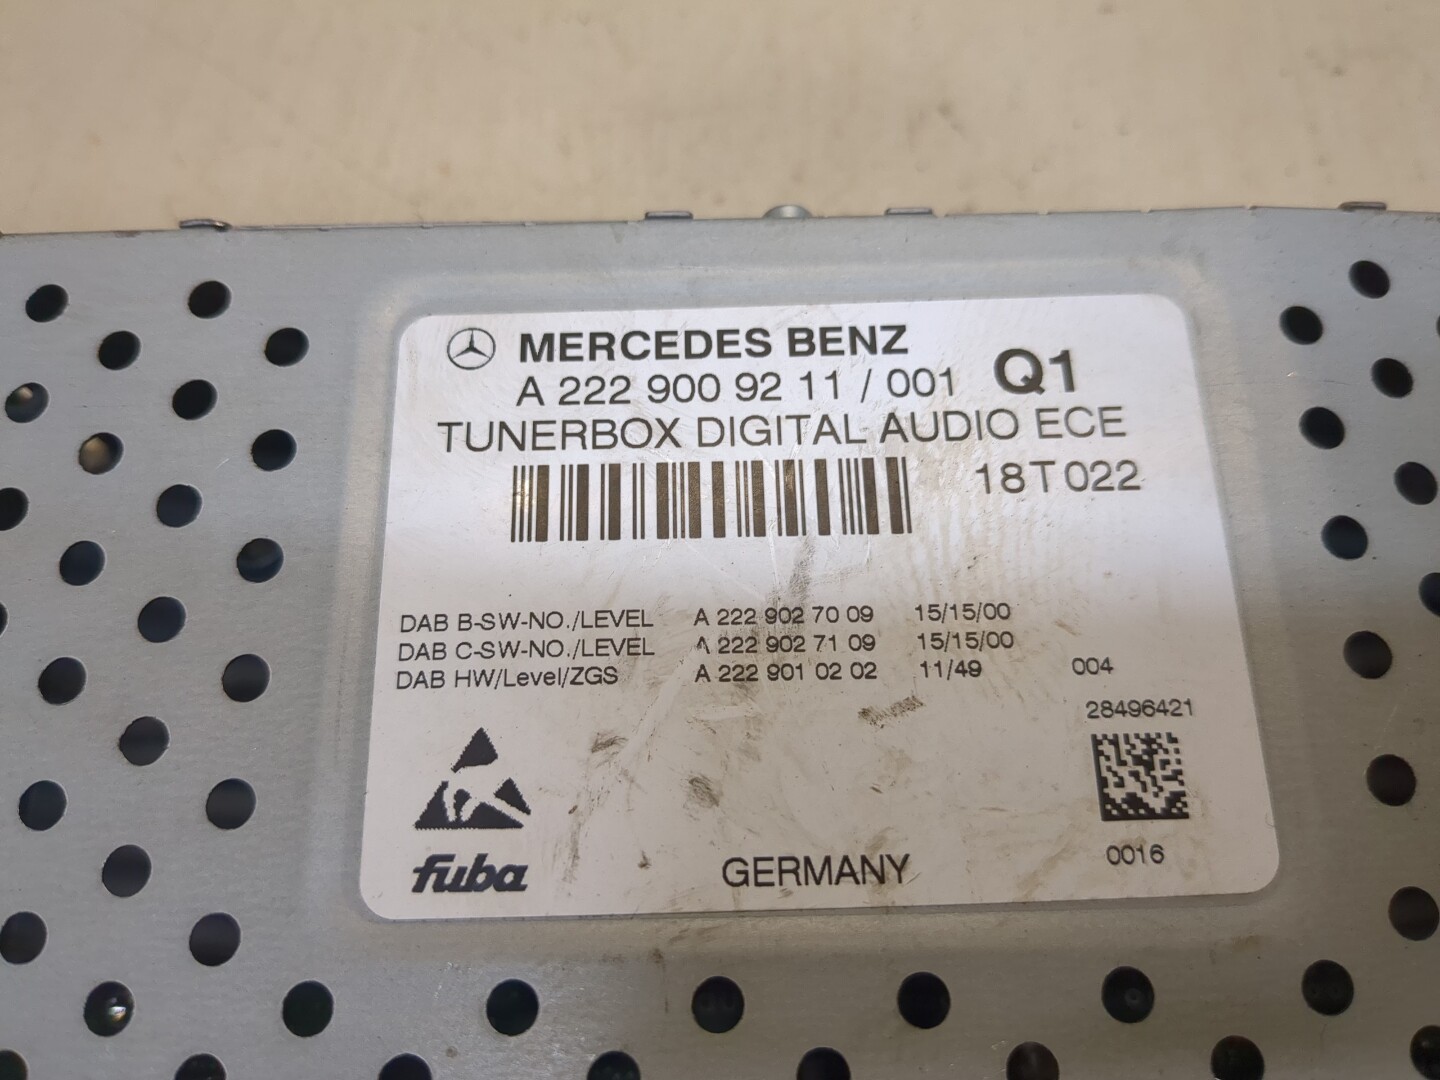 MERCEDES BENZ
A 222 900 92 11 / 001 Q1
TUNERBOX DIGITAL AUDIO ECE
18T022
DAB B-SW-NO./LEVEL A 222 902 70 09 15/15/00
DAB C-SW-NO./LEVEL A 222 902 71 09 15/15/00
DAB HW/Level/ZGS A 222 901 02 02 11/49 004
28496421
fuba GERMANY 0016